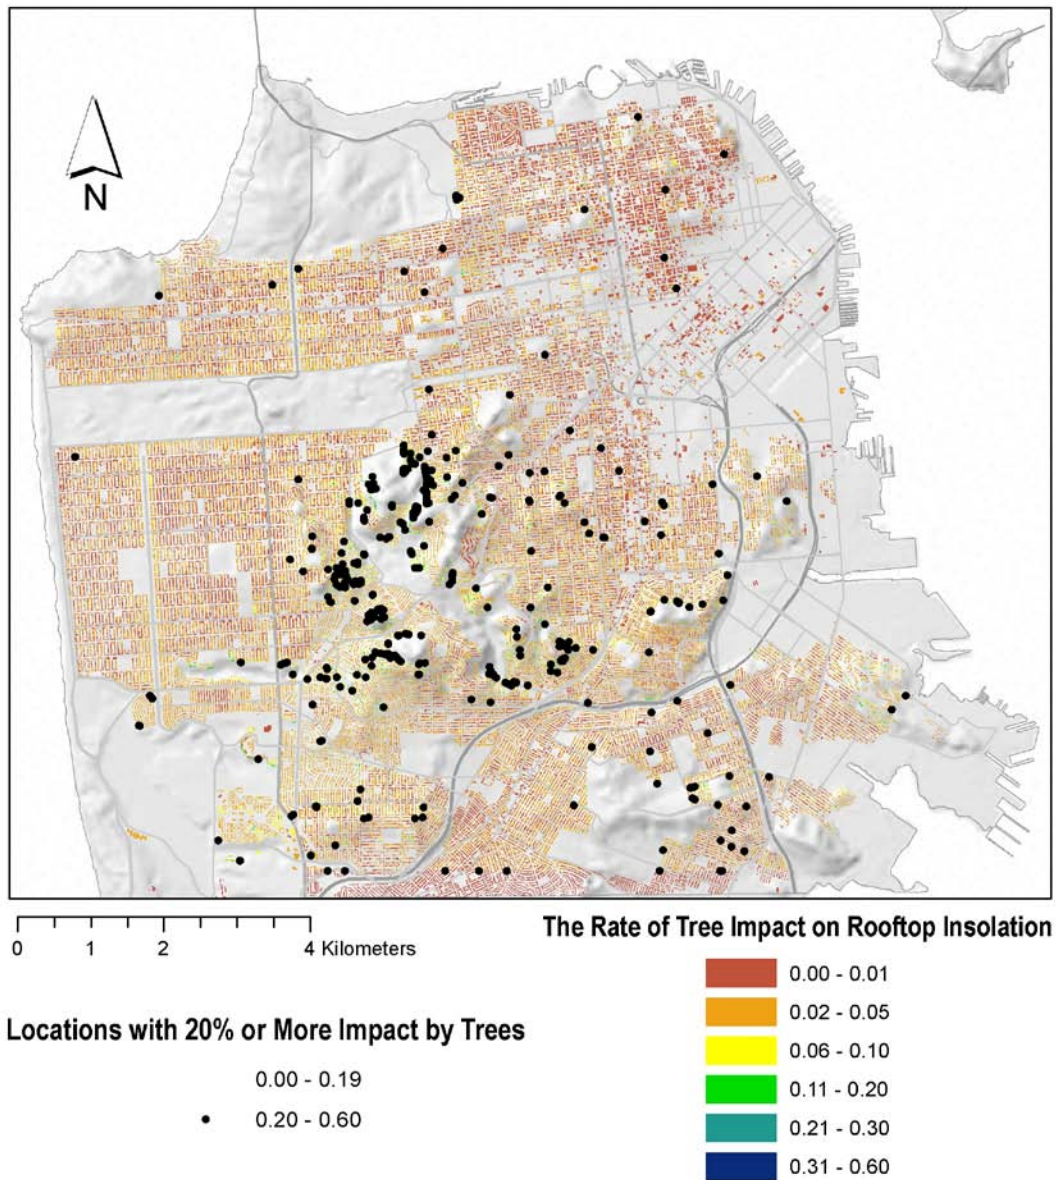 N
0 1 2 4 Kilometers
The Rate of Tree Impact on Rooftop Insolation
0.00 - 0.01
0.02 - 0.05
0.06 - 0.10
0.11 - 0.20
0.21 - 0.30
0.31 - 0.60
Locations with 20% or More Impact by Trees
0.00 - 0.19
0.20 - 0.60